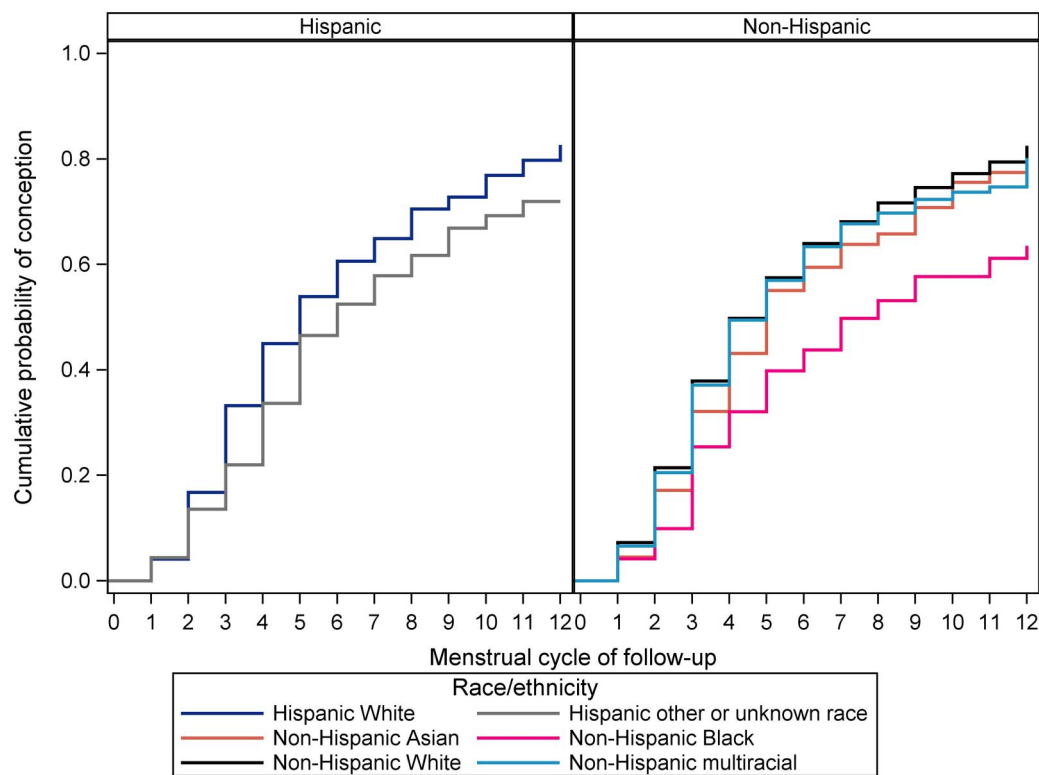 Hispanic Non-Hispanic
1.0
0.8
0.6
0.4
0.2
0.0
Cumulative probability of conception
0 1 2 3 4 5 6 7 8 9 10 11 12 0 1 2 3 4 5 6 7 8 9 10 11 12
Menstrual cycle of follow-up
Race/ethnicity
Hispanic White Hispanic other or unknown race
Non-Hispanic Asian Non-Hispanic Black
Non-Hispanic White Non-Hispanic multiracial